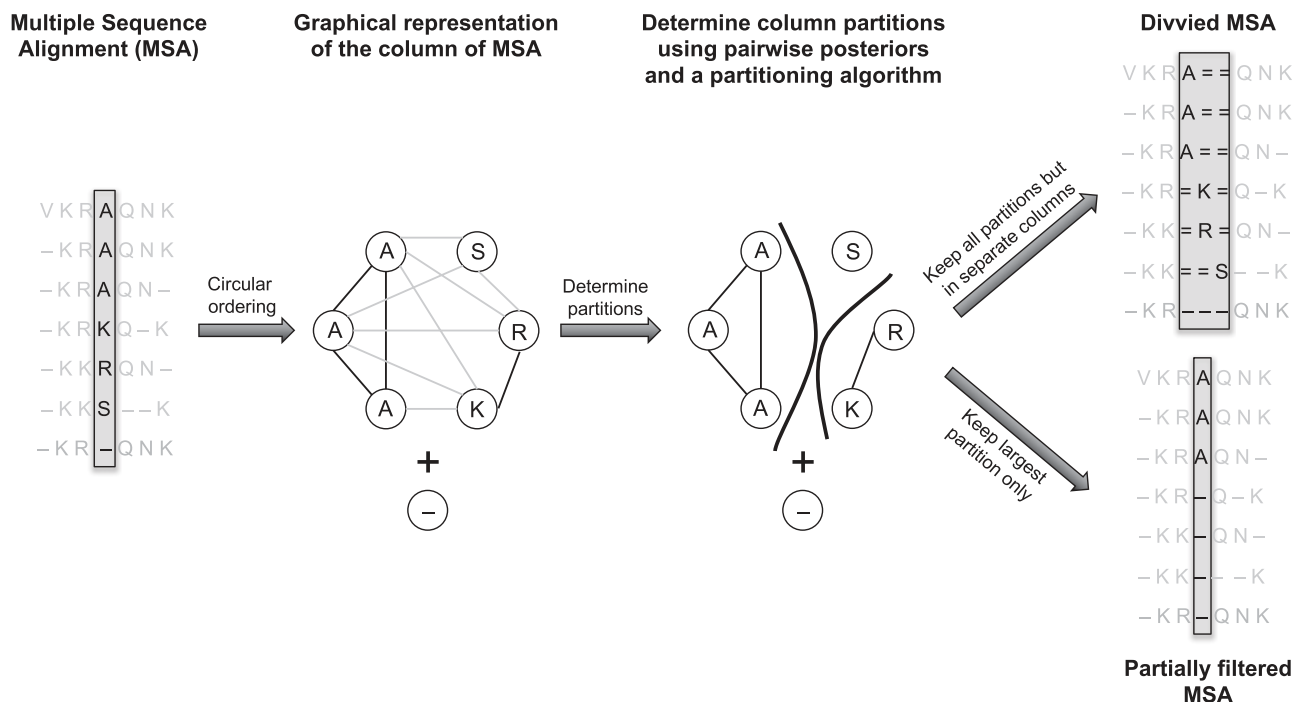 Multiple Sequence
Alignment (MSA)
Graphical representation
of the column of MSA
Determine column partitions
using pairwise posteriors
and a partitioning algorithm
Divvied MSA
V K R A Q N K
– K R A Q N K
– K R A Q N –
– K R K Q – K
– K K R Q N –
– K K S – – K
– K R – Q N K
Circular
ordering
A S
A R
A K
+
–
Determine
partitions
A S
A R
A K
+
–
Keep all partitions but
in separate columns
Keep largest
partition only
V K R A = = Q N K
– K R A = = Q N K
– K R A = = Q N –
– K R = K = Q – K
– K K = R = Q N –
– K K = = S – – K
– K R – – – Q N K
V K R A Q N K
– K R A Q N K
– K R A Q N –
– K R – Q – K
– K K – Q N –
– K K – – – K
– K R – Q N K
Partially filtered
MSA